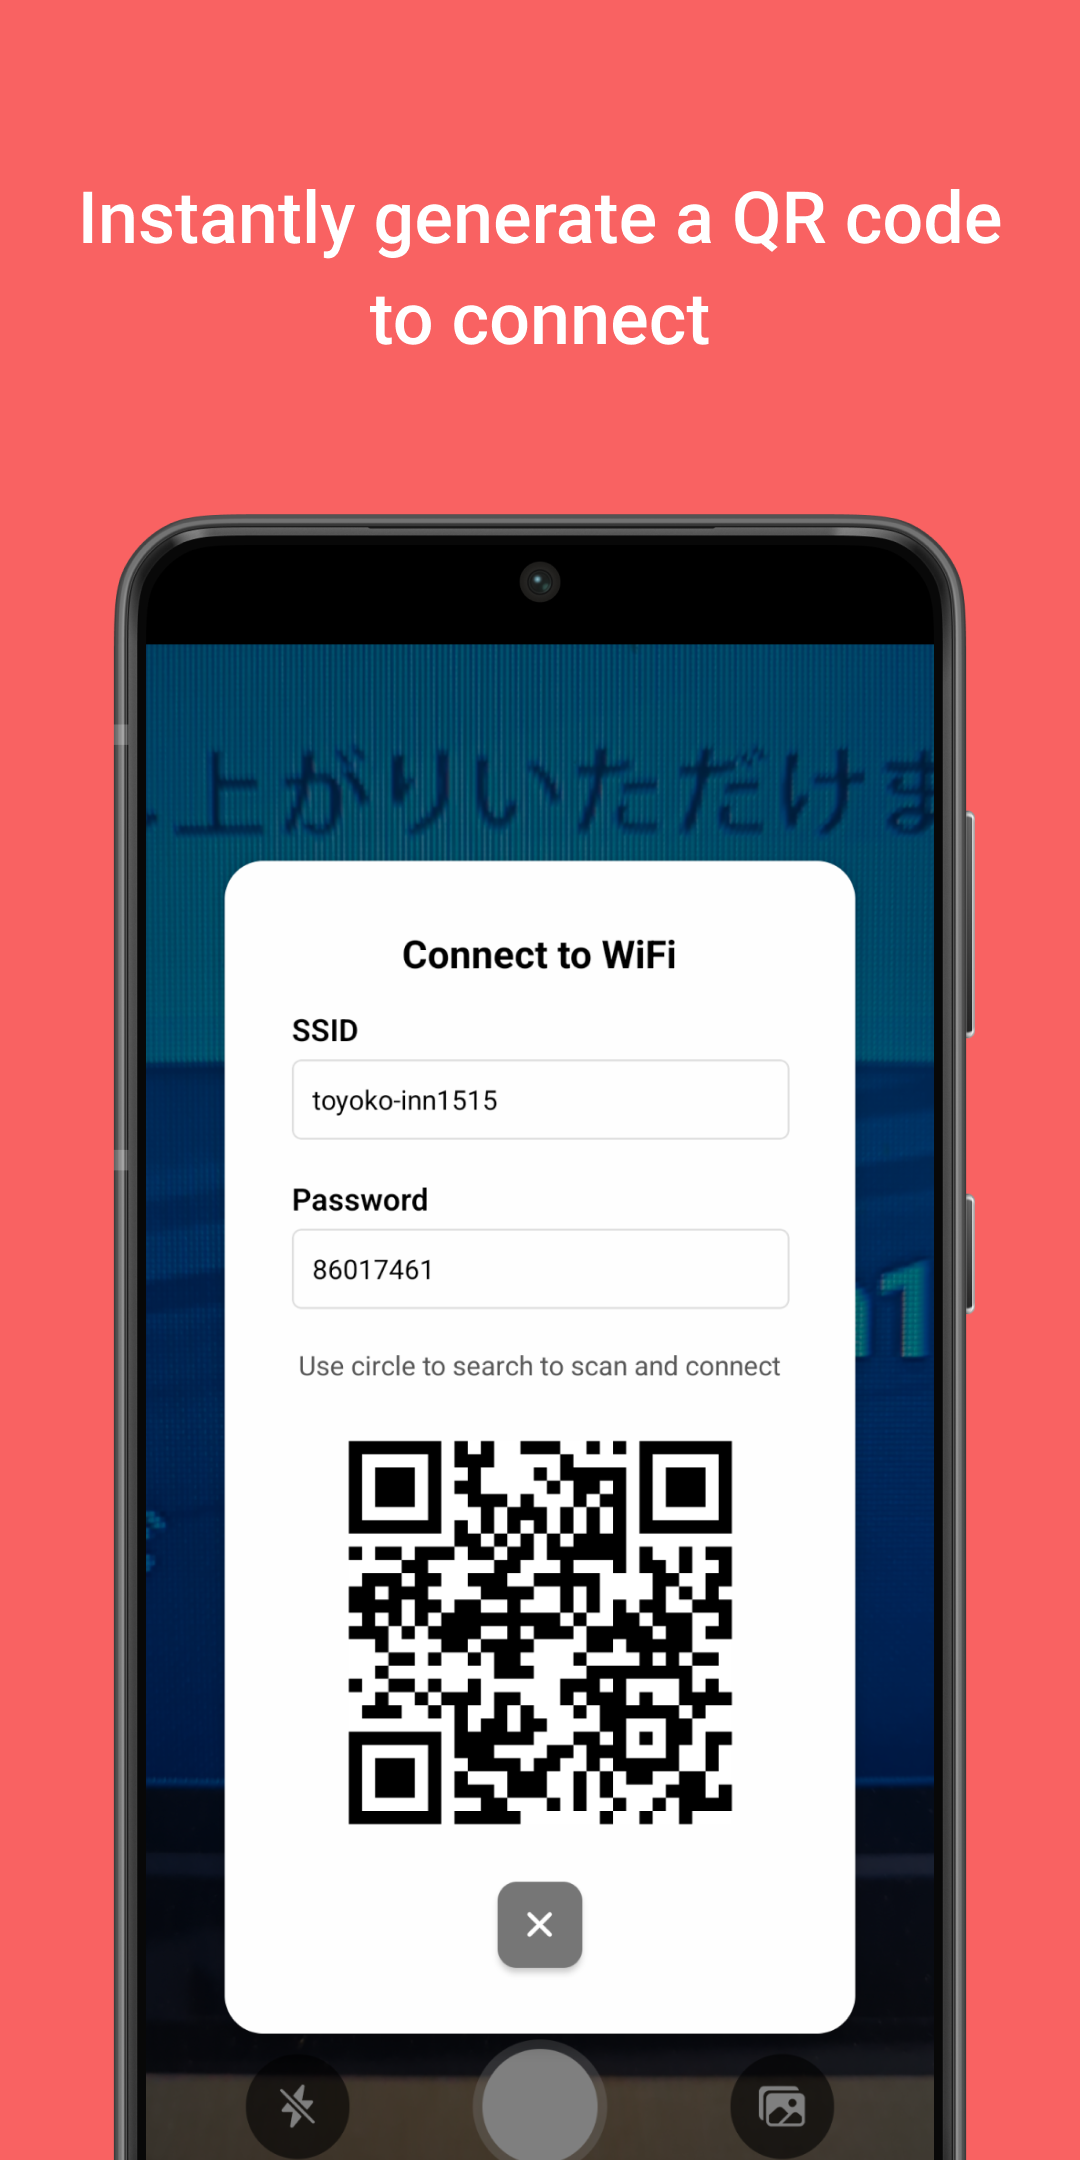 Instantly generate a QR code
to connect
上がりいただけま
Connect to WiFi
SSID
toyoko-inn1515
Password
86017461
n1
Use circle to search to scan and connect